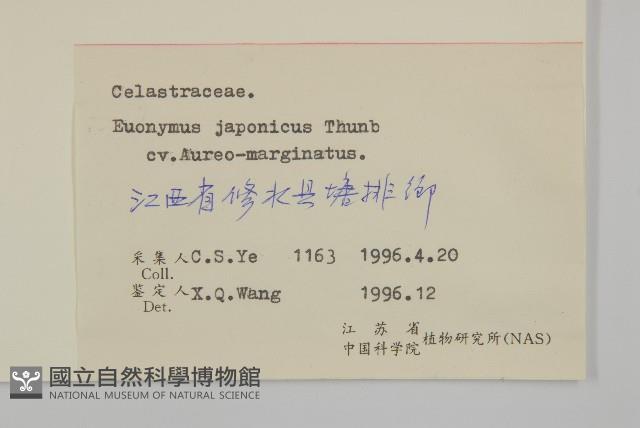 Celastraceae.
Euonymus japonicus Thunb
cv.Aureo-marginatus.
江西省修水县塘排鄉
采集人 C.S.Ye 1163 1996.4.20
Coll.
鉴定人 X.Q.Wang 1996.12
Det.
江苏省
中国科学院 植物研究所(NAS)
國立自然科學博物館
NATIONAL MUSEUM OF NATURAL SCIENCE